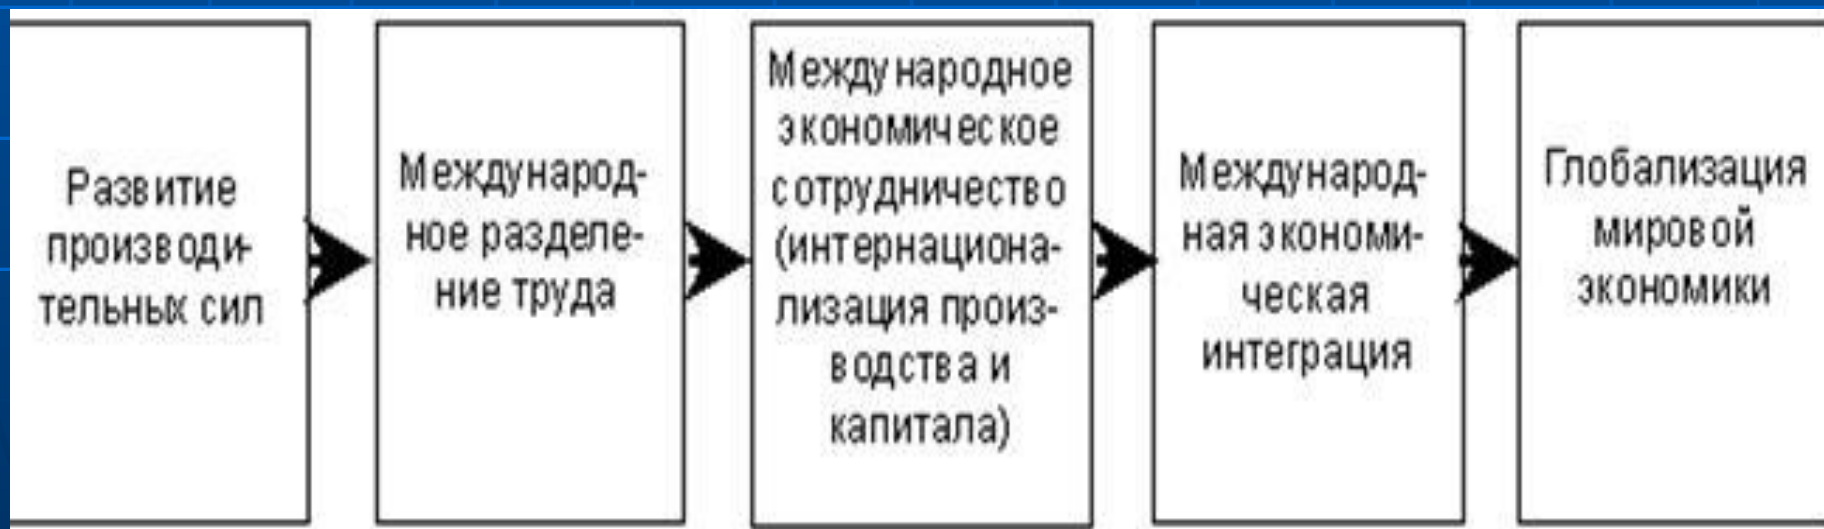 Развитие
производи-
тельных сил
Международ-
ное разделе-
ние труда
Международное
экономическое
сотрудничество
(интернациона-
лизация произ-
водства и
капитала)
Международ-
ная экономи-
ческая
интеграция
Глобализация
мировой
экономики